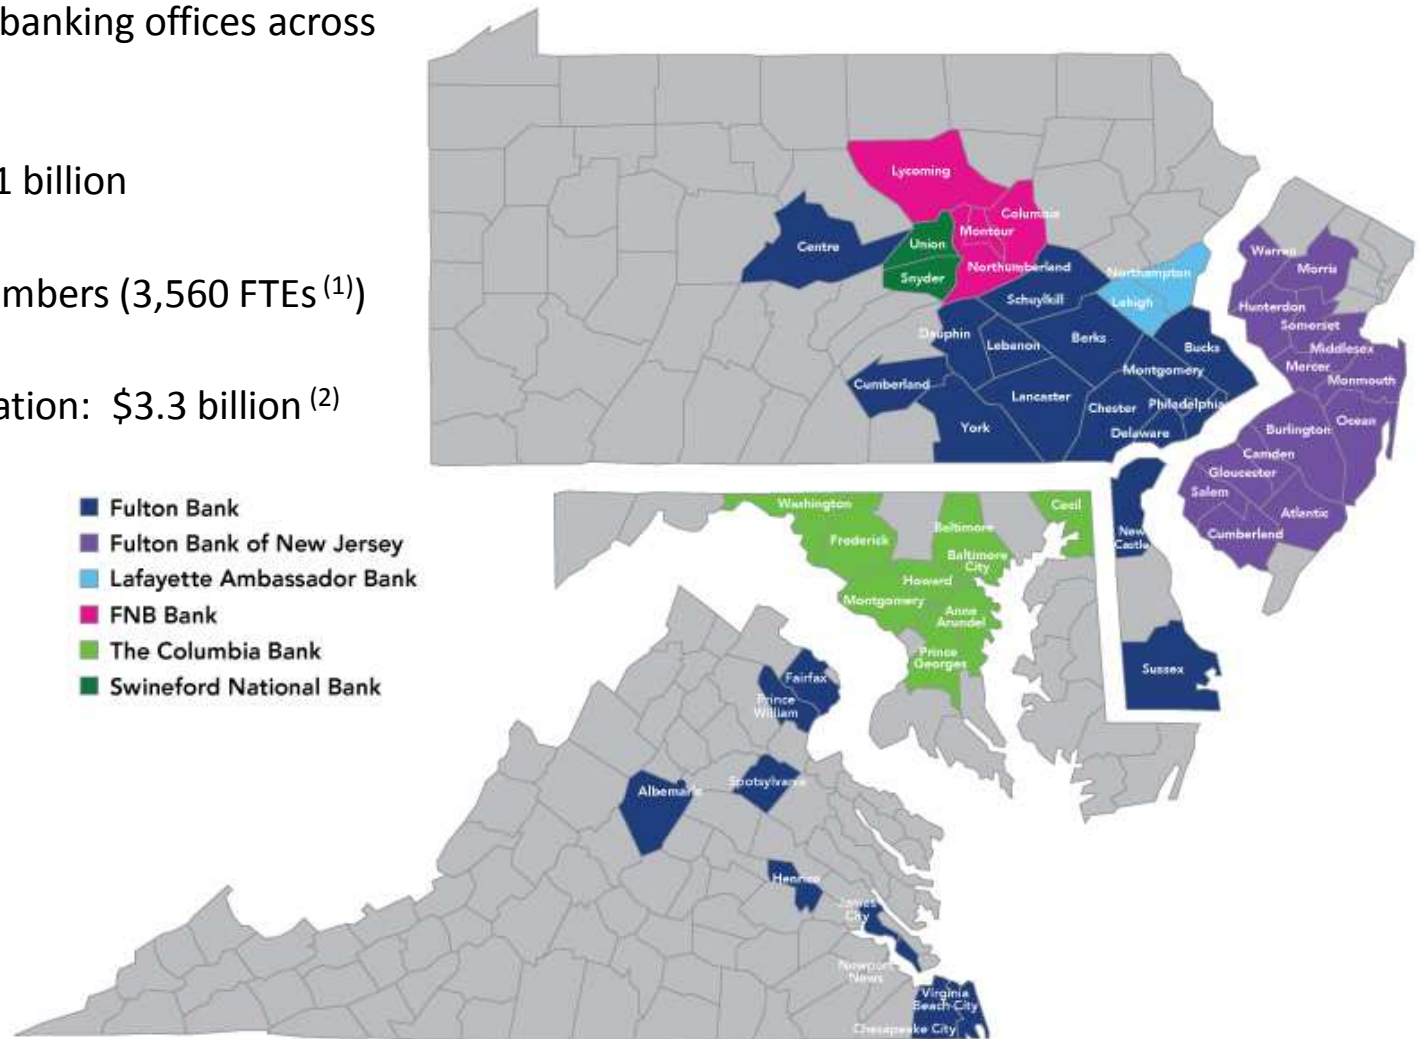 banking offices across
1 billion
mbers (3,560 FTEs (1))
ation: $3.3 billion (2)
Fulton Bank
Fulton Bank of New Jersey
Lafayette Ambassador Bank
FNB Bank
The Columbia Bank
Swineford National Bank
Lycoming
Columbia
Montour
Centre
Union
Snyder
Northumberland
Northampton
Lehigh
Schuylkill
Dauphin
Lebanon
Berks
Bucks
Montgomery
Cumberland
Lancaster
Chester
Philadelphia
York
Delaware
Warren
Morris
Hunterdon
Somerset
Middlesex
Mercer
Monmouth
Ocean
Burlington
Camden
Gloucester
Salem
Atlantic
Cumberland
Washington
Cecil
Frederick
Baltimore
Baltimore
City
Howard
Montgomery
Anne
Arundel
Prince
Georges
New
Castle
Sussex
Fairfax
Prince
William
Spotsylvania
Albemarle
Henrico
James
City
Newport
News
Virginia
Beach City
Chesapeake City